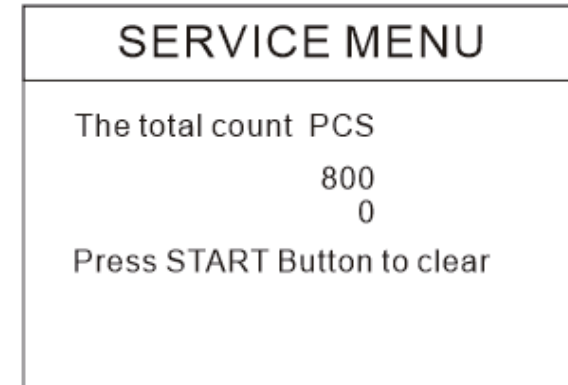 SERVICE MENU
The total count PCS
800
0
Press START Button to clear